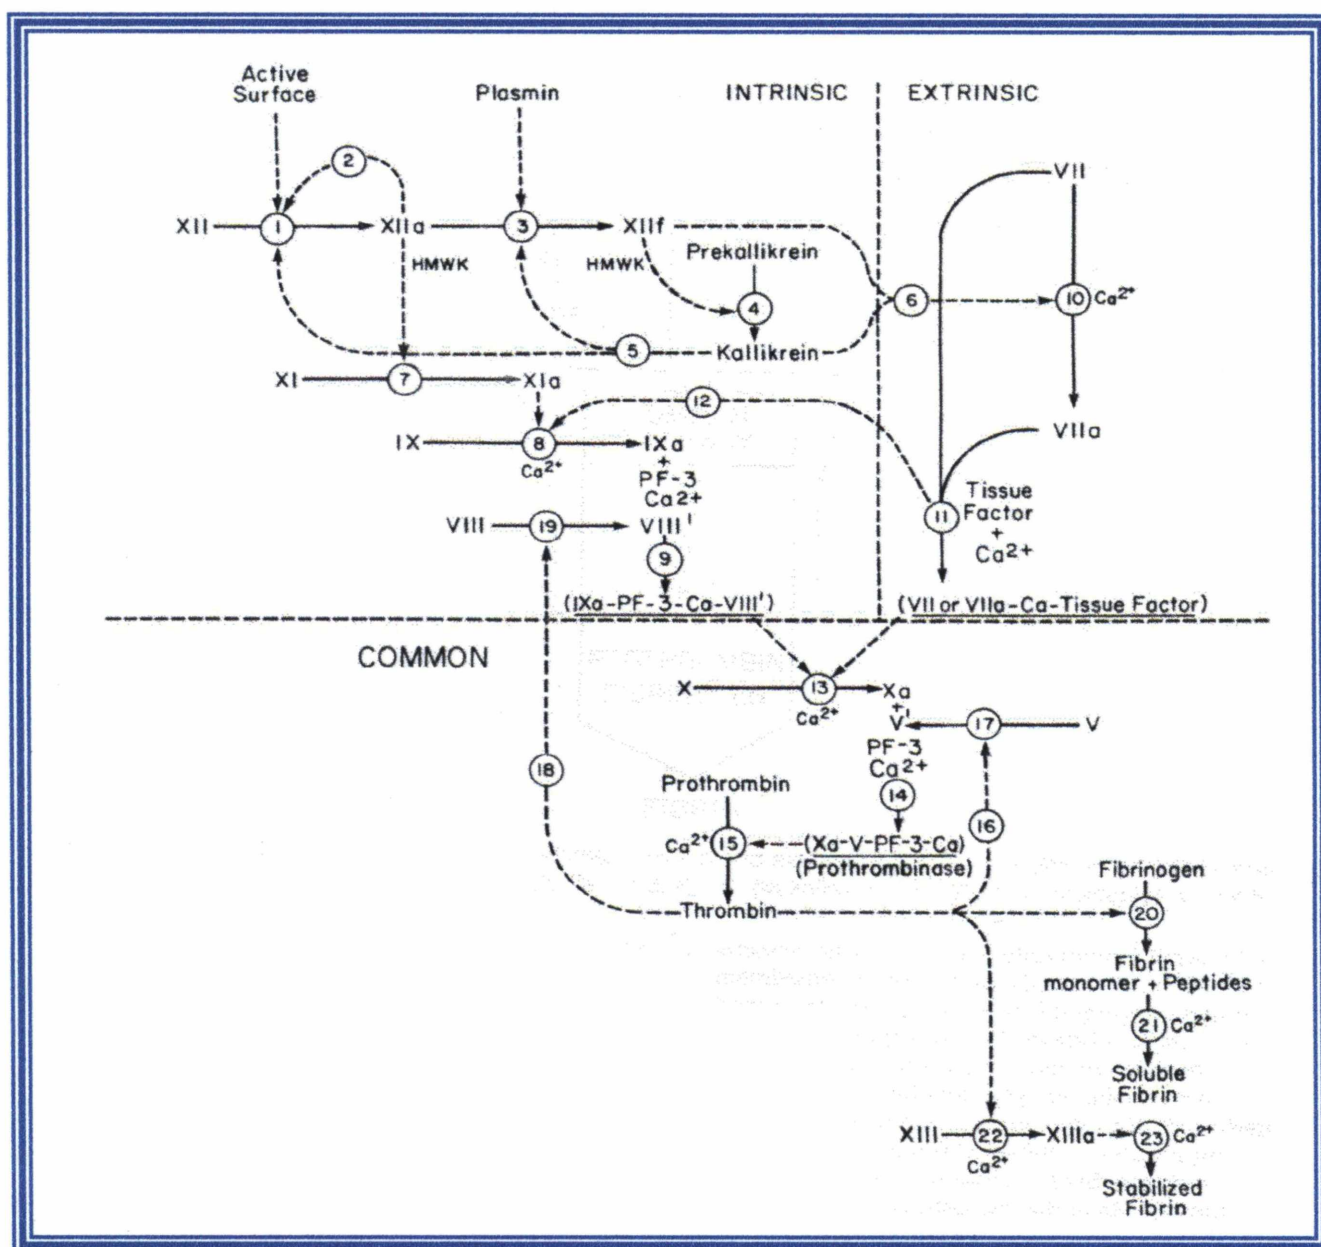 Active
Surface
Plasmin
INTRINSIC
EXTRINSIC
2
VII
XII
1
XIIa
3
XIIf
HMWK
HMWK
Prekallikrein
4
6
10
Ca2+
5
Kallikrein
XI
7
XIa
12
VIIa
IX
8
Ca2+
IXa
+
PF-3
Ca2+
11
Tissue
Factor
+
Ca2+
VIII
19
VIII'
9
(IXa-PF-3-Ca-VIII')
(VII or VIIa-Ca-Tissue Factor)
COMMON
X
13
Ca2+
Xa
+
V'
17
V
PF-3
Ca2+
18
Prothrombin
14
16
Ca2+
15
(Xa-V-PF-3-Ca)
(Prothrombinase)
Fibrinogen
Thrombin
20
Fibrin
monomer + Peptides
21
Ca2+
Soluble
Fibrin
XIII
22
Ca2+
XIIIa
23
Ca2+
Stabilized
Fibrin